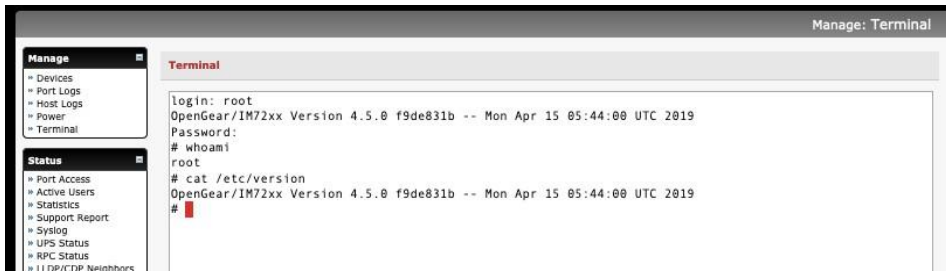 Manage: Terminal
Manage
» Devices
» Port Logs
» Host Logs
» Power
» Terminal
Status
» Port Access
» Active Users
» Statistics
» Support Report
» Syslog
» UPS Status
» RPC Status
» LLDP/CDP Neighbors
Terminal
login: root
OpenGear/IM72xx Version 4.5.0 f9de831b -- Mon Apr 15 05:44:00 UTC 2019
Password:
# whoami
root
# cat /etc/version
OpenGear/IM72xx Version 4.5.0 f9de831b -- Mon Apr 15 05:44:00 UTC 2019
#